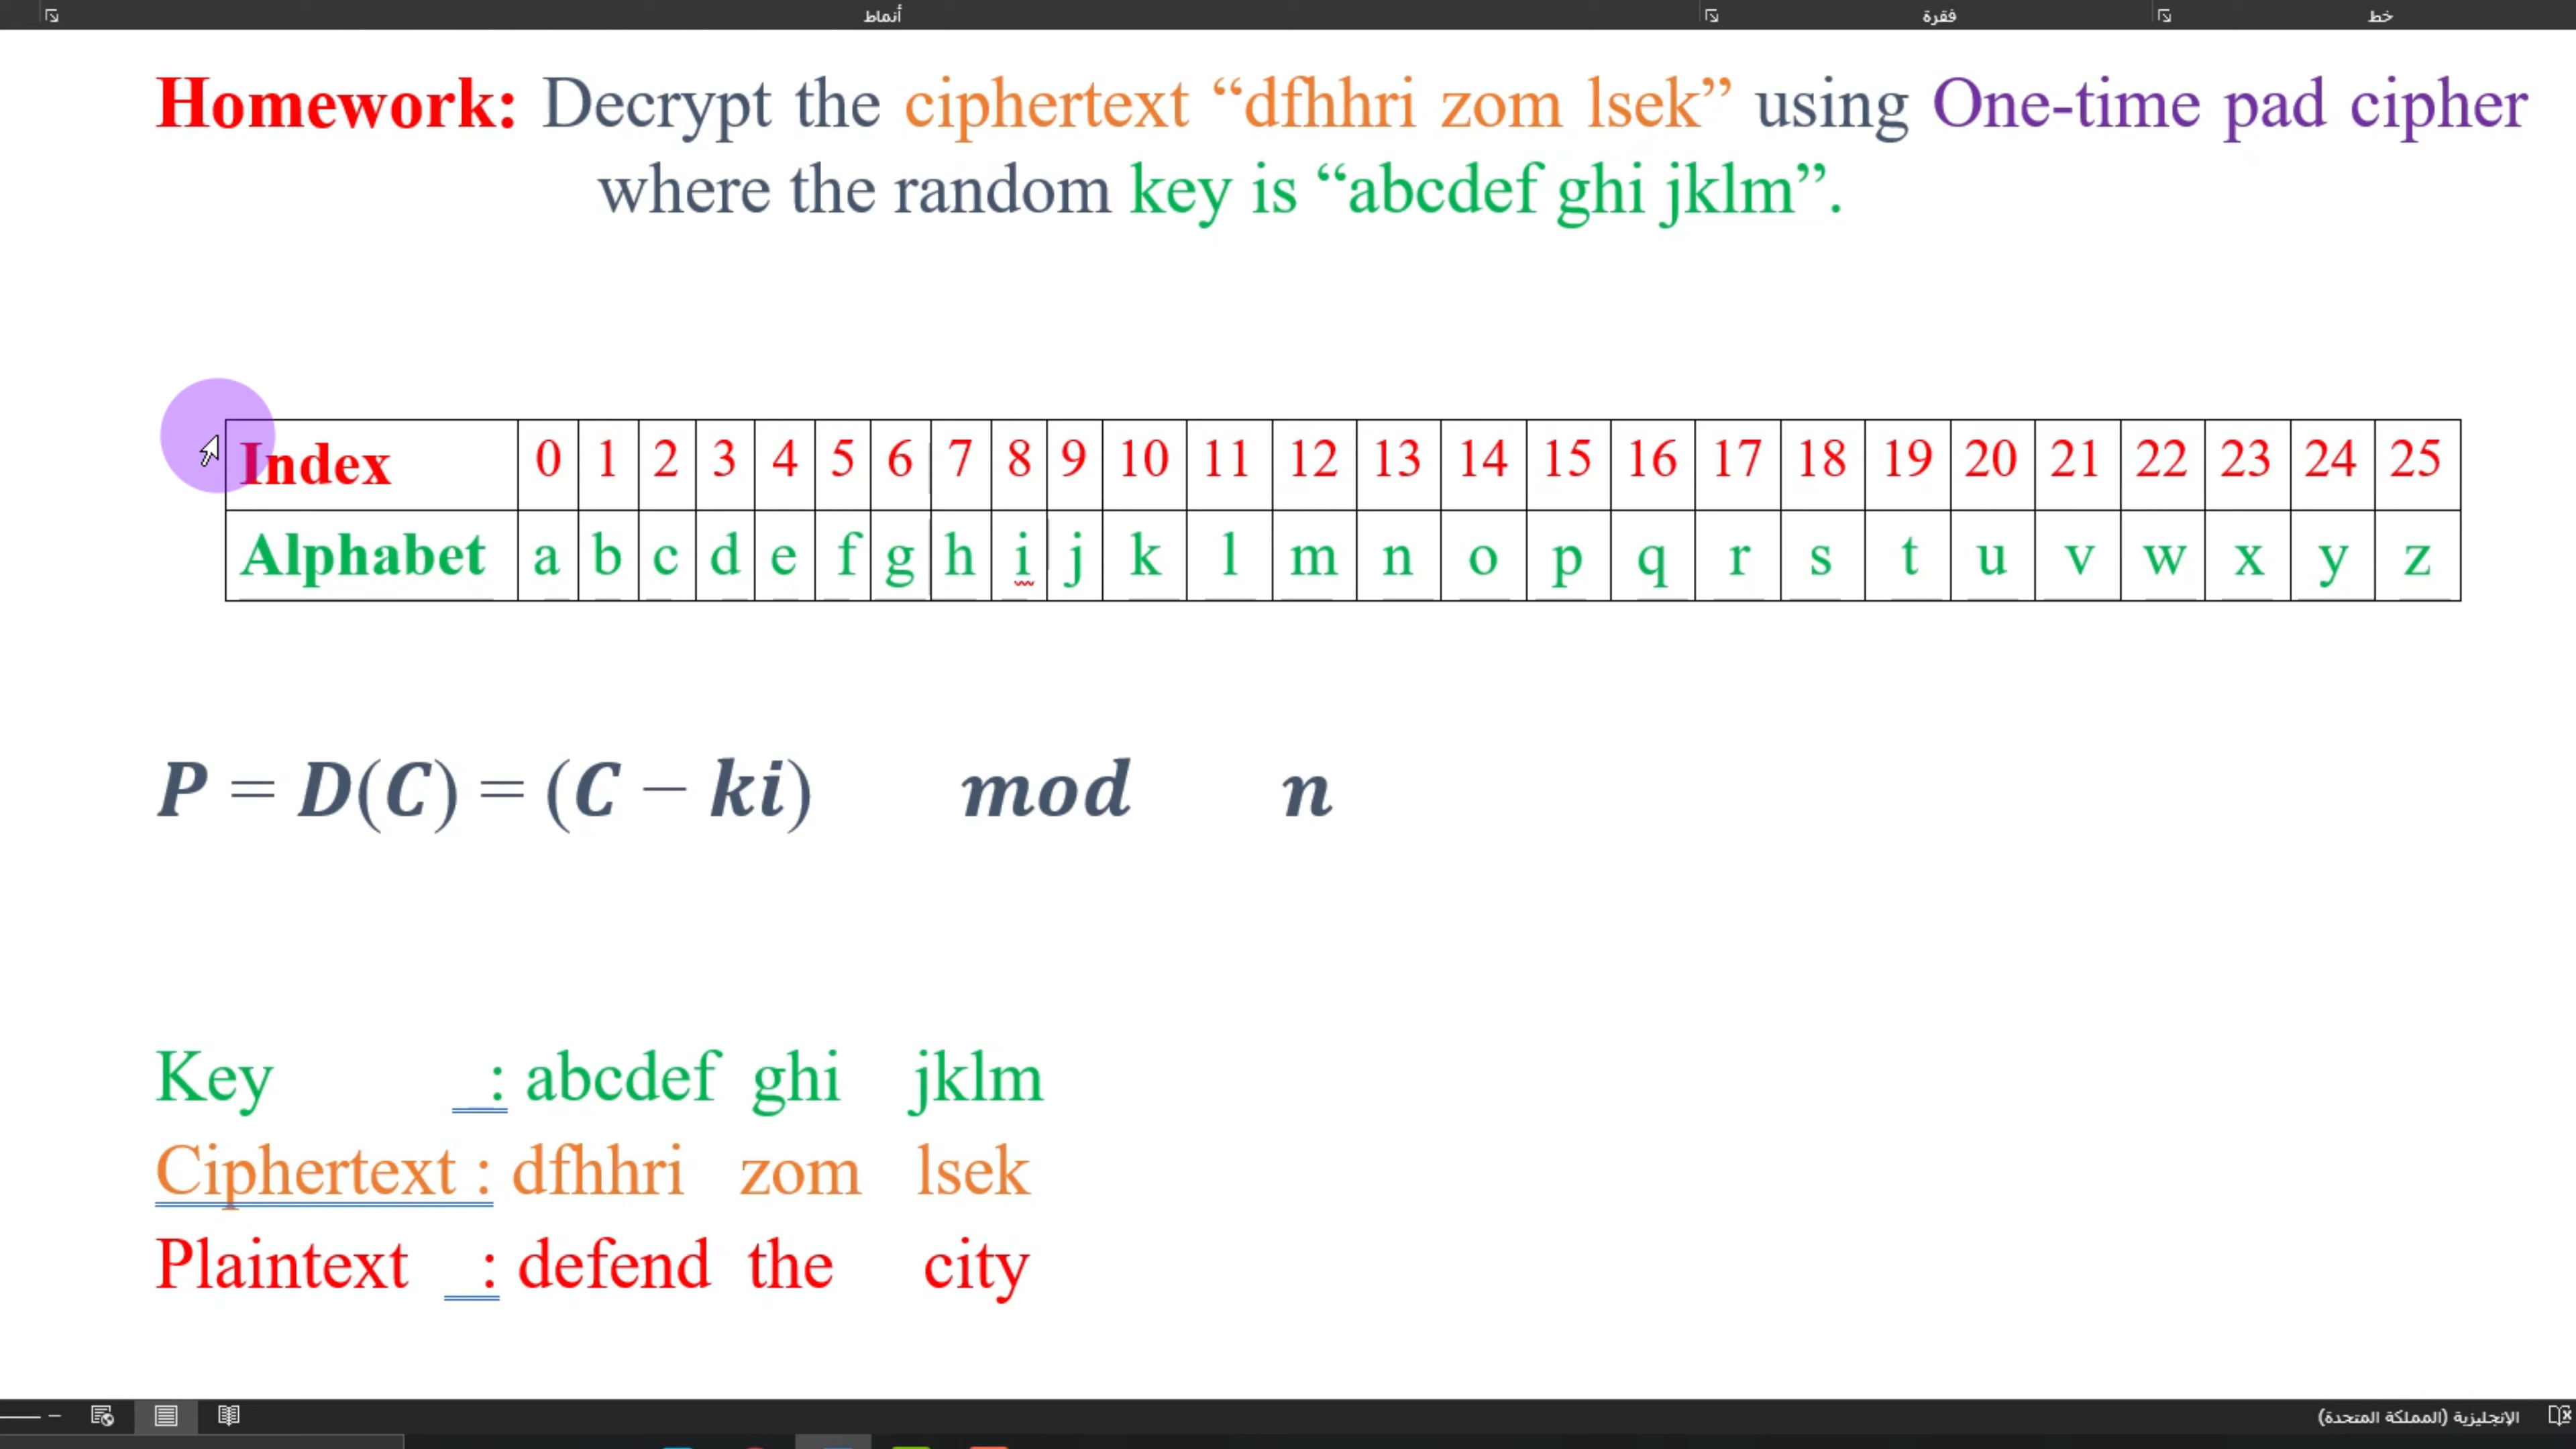 أنماط فقرة خط
Homework: Decrypt the ciphertext “dfhhri zom lsek” using One-time pad cipher
where the random key is “abcdef ghi jklm”.
Index 0 1 2 3 4 5 6 7 8 9 10 11 12 13 14 15 16 17 18 19 20 21 22 23 24 25
Alphabet a b c d e f g h i j k l m n o p q r s t u v w x y z
P = D(C) = (C − ki) mod n
Key : abcdef ghi jklm
Ciphertext : dfhhri zom lsek
Plaintext : defend the city
الإنجليزية (المملكة المتحدة)